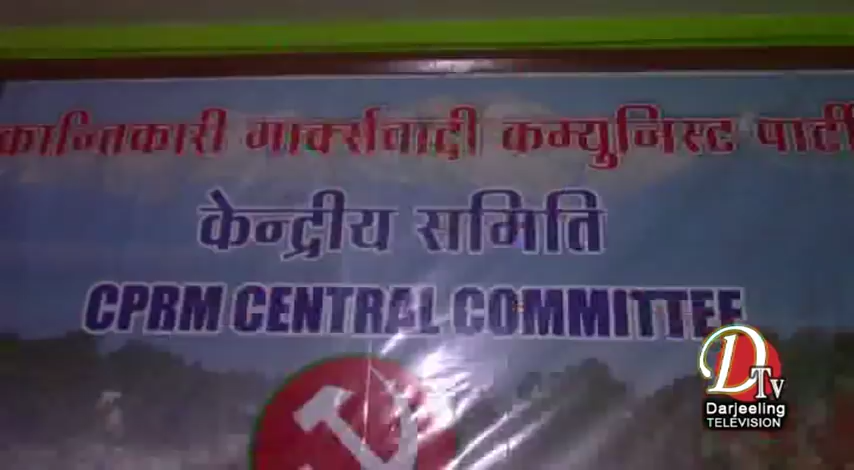 क्रान्तिकारी मार्क्सवादी कम्युनिस्ट पार्टी
केन्द्रीय समिति
CPRM CENTRAL COMMITTEE
DTV
Darjeeling
TELEVISION